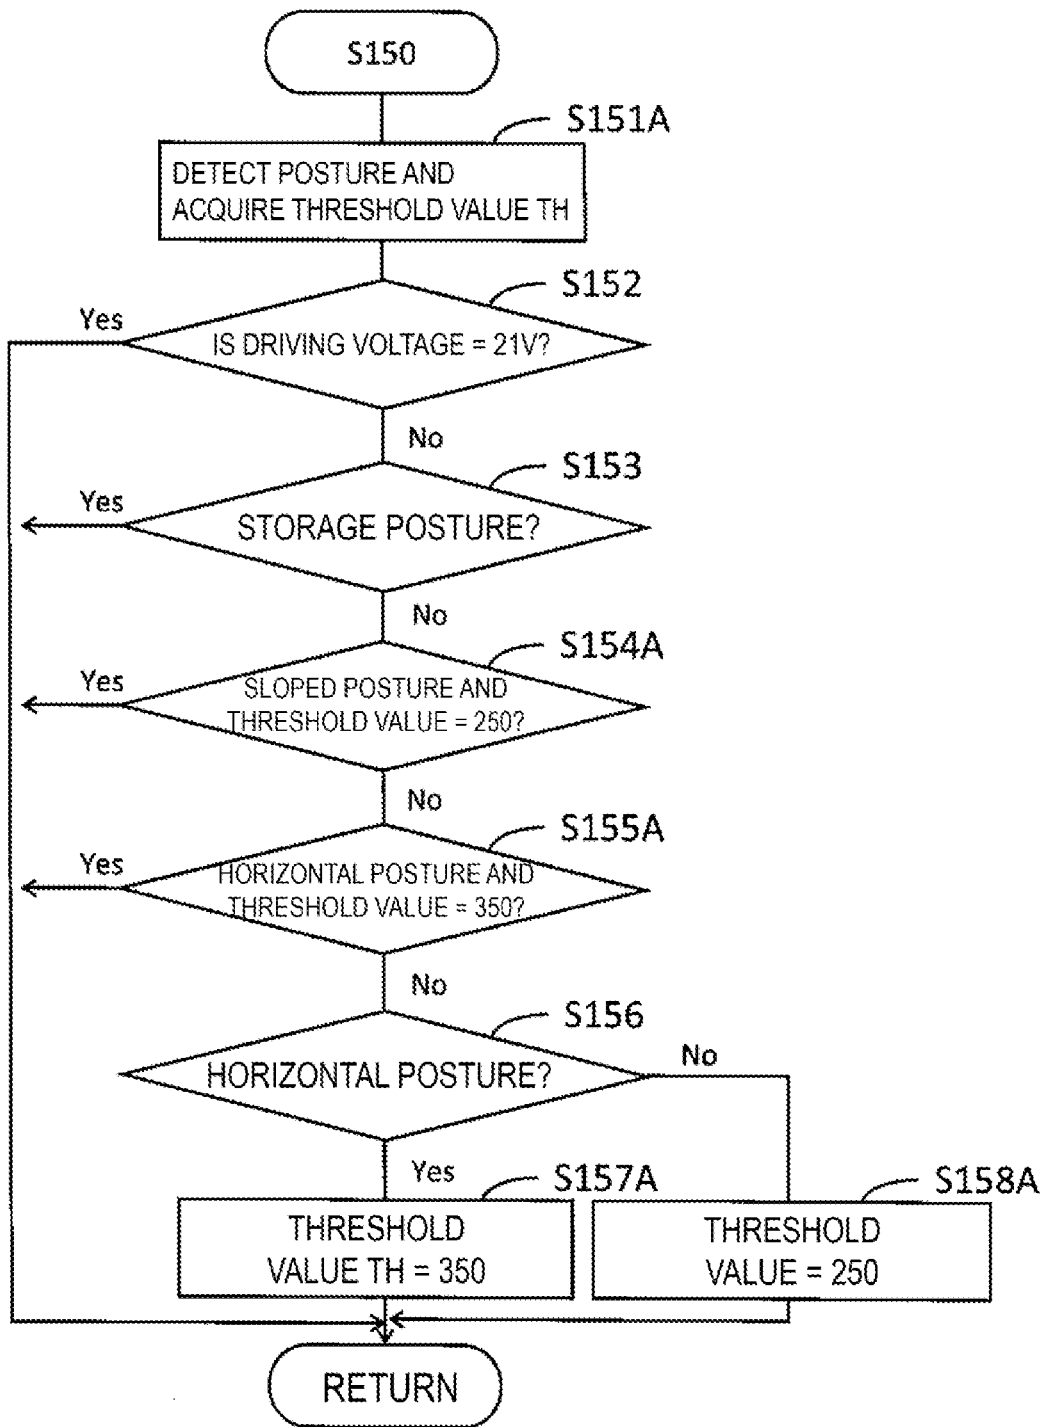 S150
S151A
DETECT POSTURE AND
ACQUIRE THRESHOLD VALUE TH
S152
Yes
IS DRIVING VOLTAGE = 21V?
No
S153
Yes
STORAGE POSTURE?
No
S154A
Yes
SLOPED POSTURE AND
THRESHOLD VALUE = 250?
No
S155A
Yes
HORIZONTAL POSTURE AND
THRESHOLD VALUE = 350?
No
S156
No
HORIZONTAL POSTURE?
Yes
S157A
S158A
THRESHOLD
VALUE TH = 350
THRESHOLD
VALUE = 250
RETURN